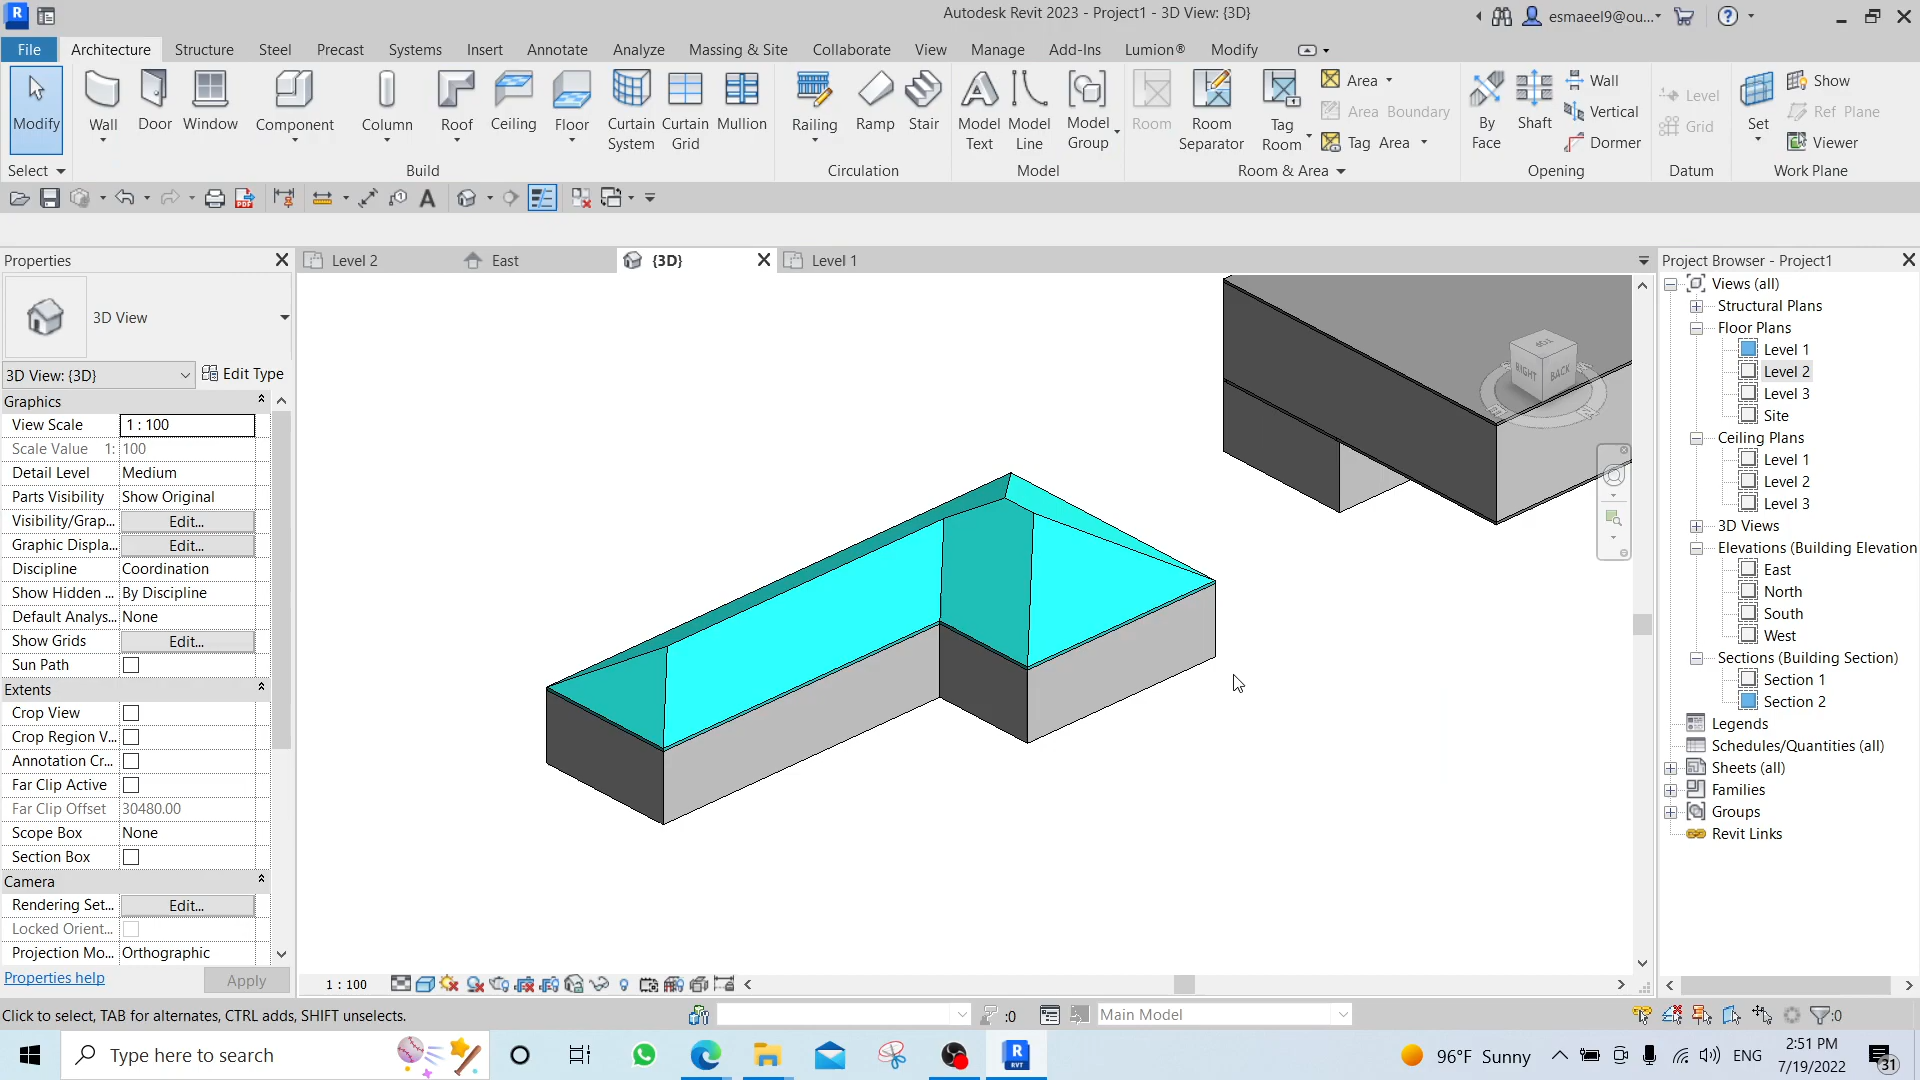 Autodesk Revit 2023 - Project1 - 3D View: {3D}
esmaeel9@ou...
File Architecture Structure Steel Precast Systems Insert Annotate Analyze Massing & Site Collaborate View Manage Add-Ins Lumion® Modify
Modify
Wall
Door
Window
Component
Column
Roof
Ceiling
Floor
Curtain System
Curtain Grid
Mullion
Railing
Ramp
Stair
Model Text
Model Line
Model Group
Room
Room Separator
Tag Room
Area
Area Boundary
Tag Area
By Face
Shaft
Wall
Vertical
Dormer
Level
Grid
Set
Show
Ref Plane
Viewer
Select Build Circulation Model Room & Area Opening Datum Work Plane
Properties
Level 2 East {3D} Level 1
3D View
3D View: {3D} Edit Type
Graphics
View Scale 1 : 100
Scale Value 1: 100
Detail Level Medium
Parts Visibility Show Original
Visibility/Grap... Edit...
Graphic Displa... Edit...
Discipline Coordination
Show Hidden ... By Discipline
Default Analys... None
Show Grids Edit...
Sun Path
Extents
Crop View
Crop Region V...
Annotation Cr...
Far Clip Active
Far Clip Offset 30480.00
Scope Box None
Section Box
Camera
Rendering Set... Edit...
Locked Orient...
Projection Mo... Orthographic
Properties help Apply
TOP
RIGHT BACK
Project Browser - Project1
Views (all)
Structural Plans
Floor Plans
Level 1
Level 2
Level 3
Site
Ceiling Plans
Level 1
Level 2
Level 3
3D Views
Elevations (Building Elevation
East
North
South
West
Sections (Building Section)
Section 1
Section 2
Legends
Schedules/Quantities (all)
Sheets (all)
Families
Groups
Revit Links
1 : 100
Click to select, TAB for alternates, CTRL adds, SHIFT unselects.
:0
Main Model
:0
Type here to search
96°F Sunny
ENG
2:51 PM
7/19/2022
31